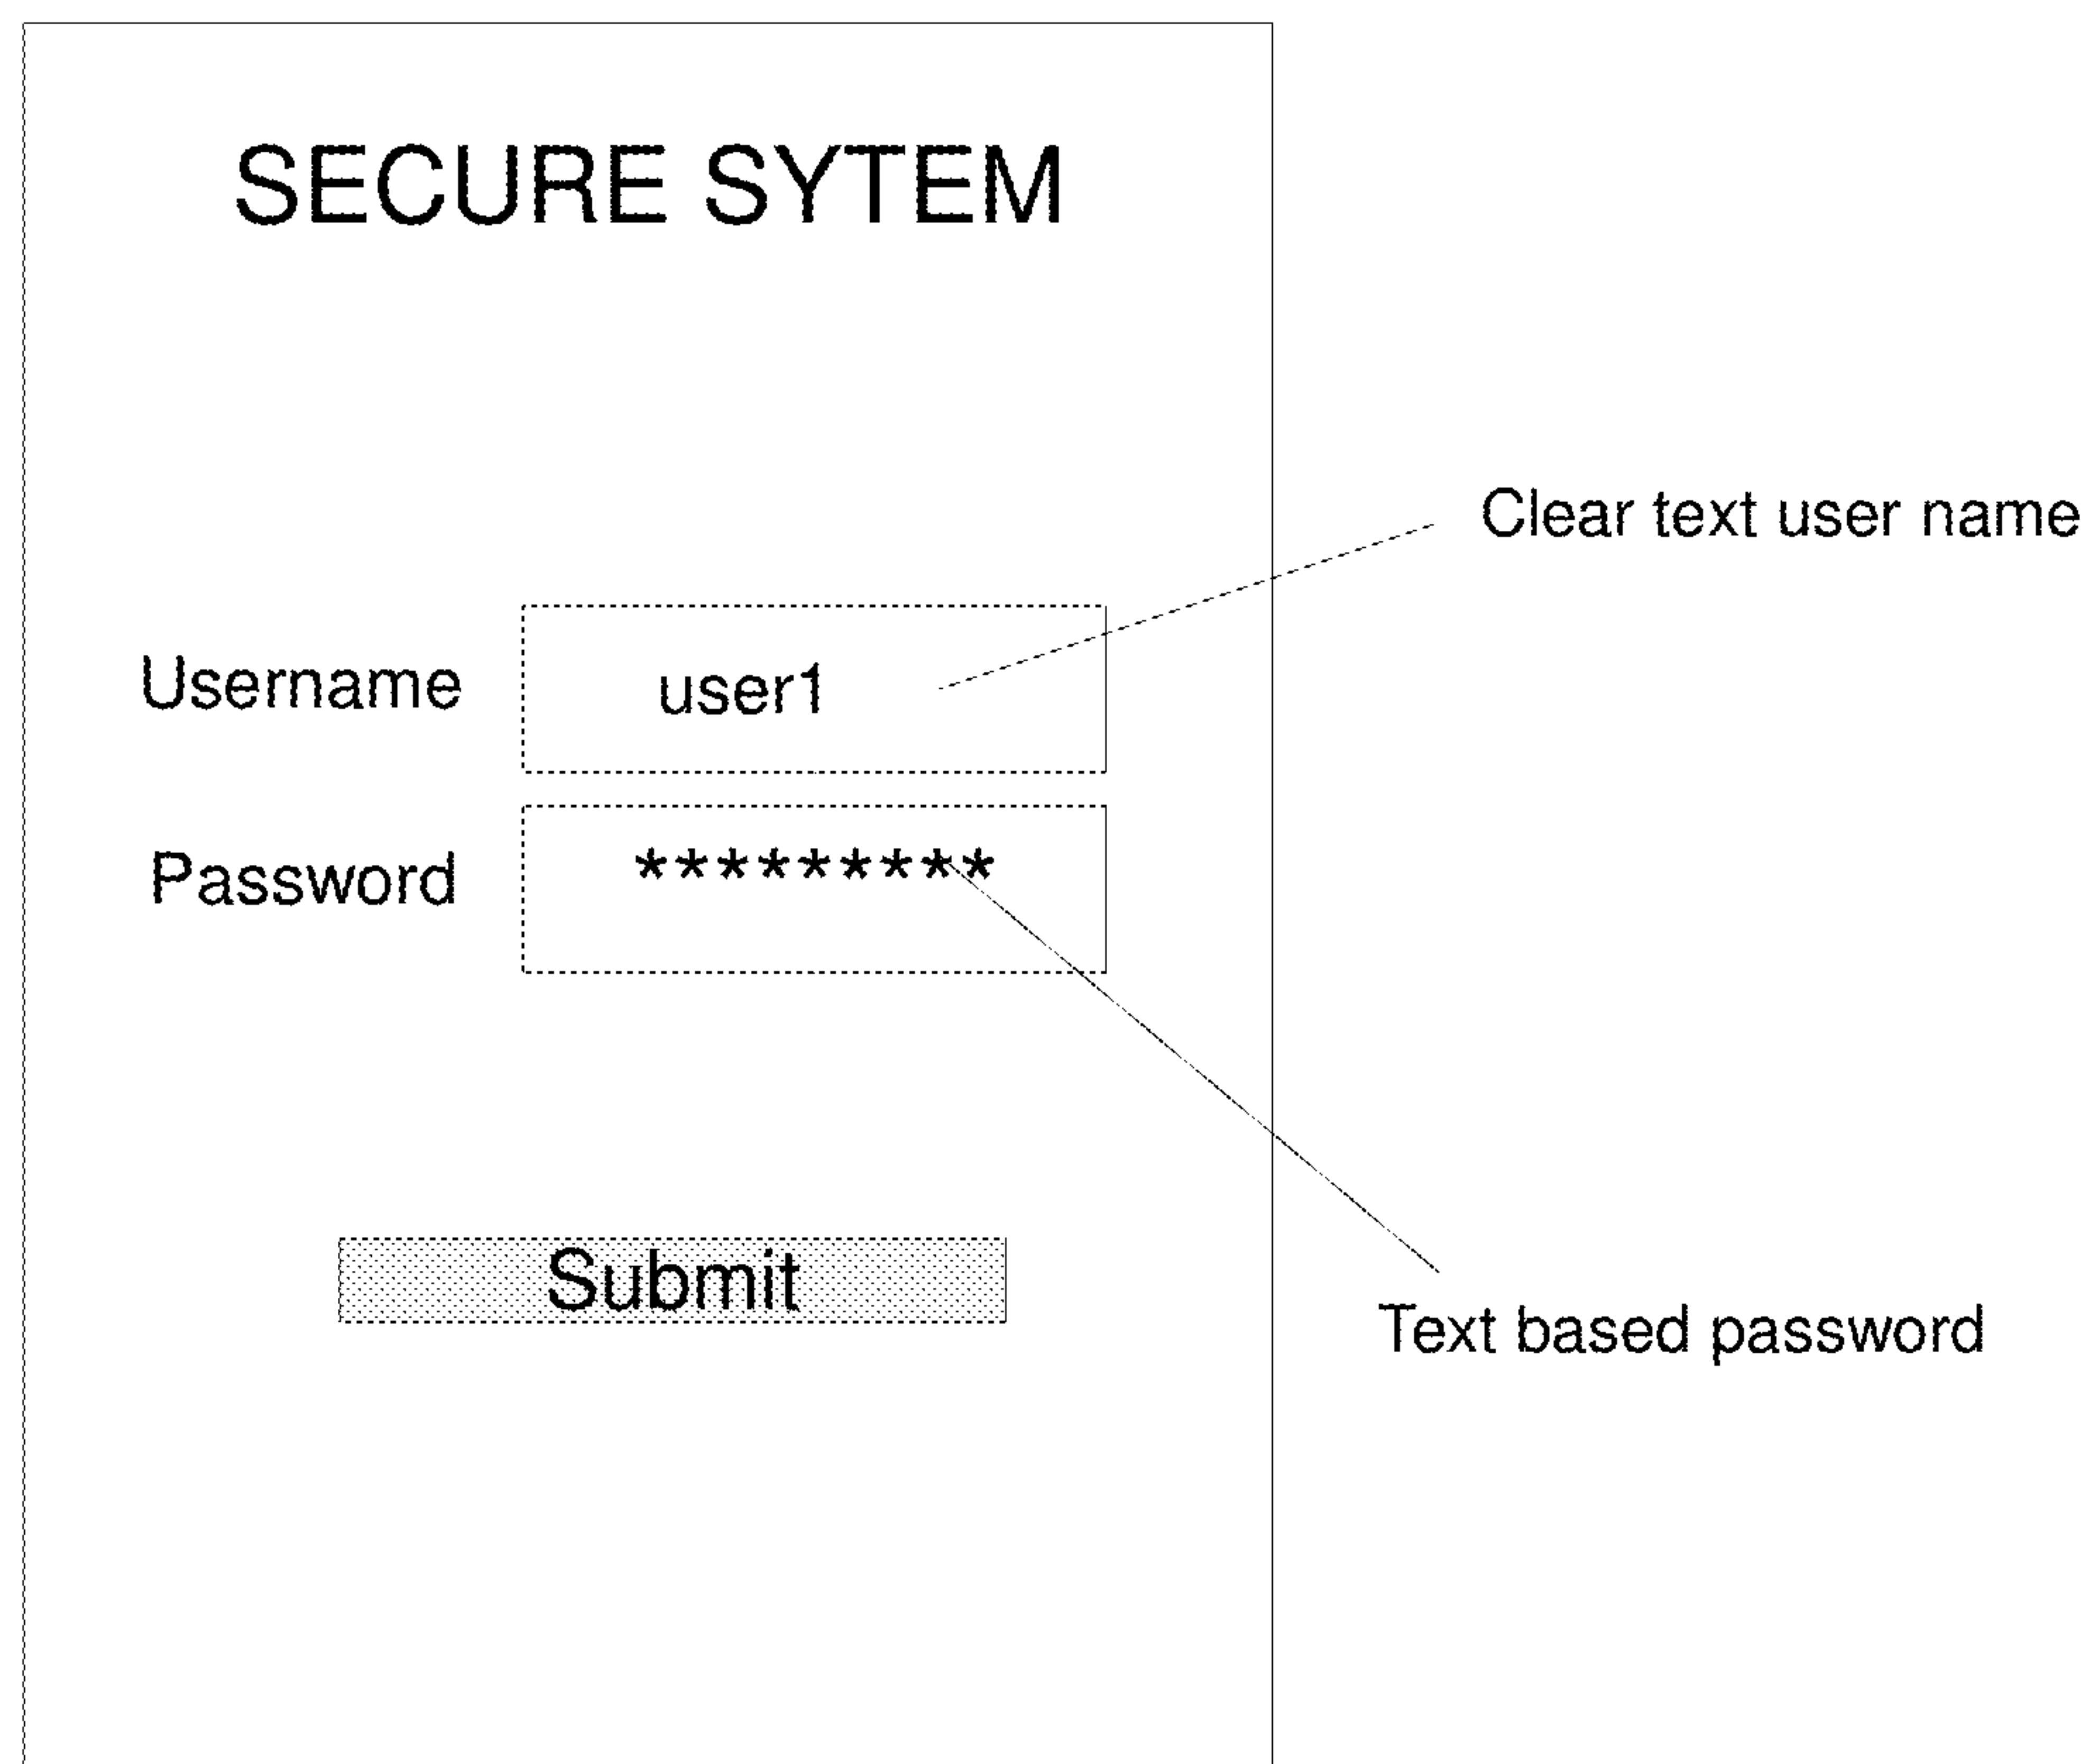 SECURE SYTEM
Clear text user name
Username user1
Password *********
Submit
Text based password